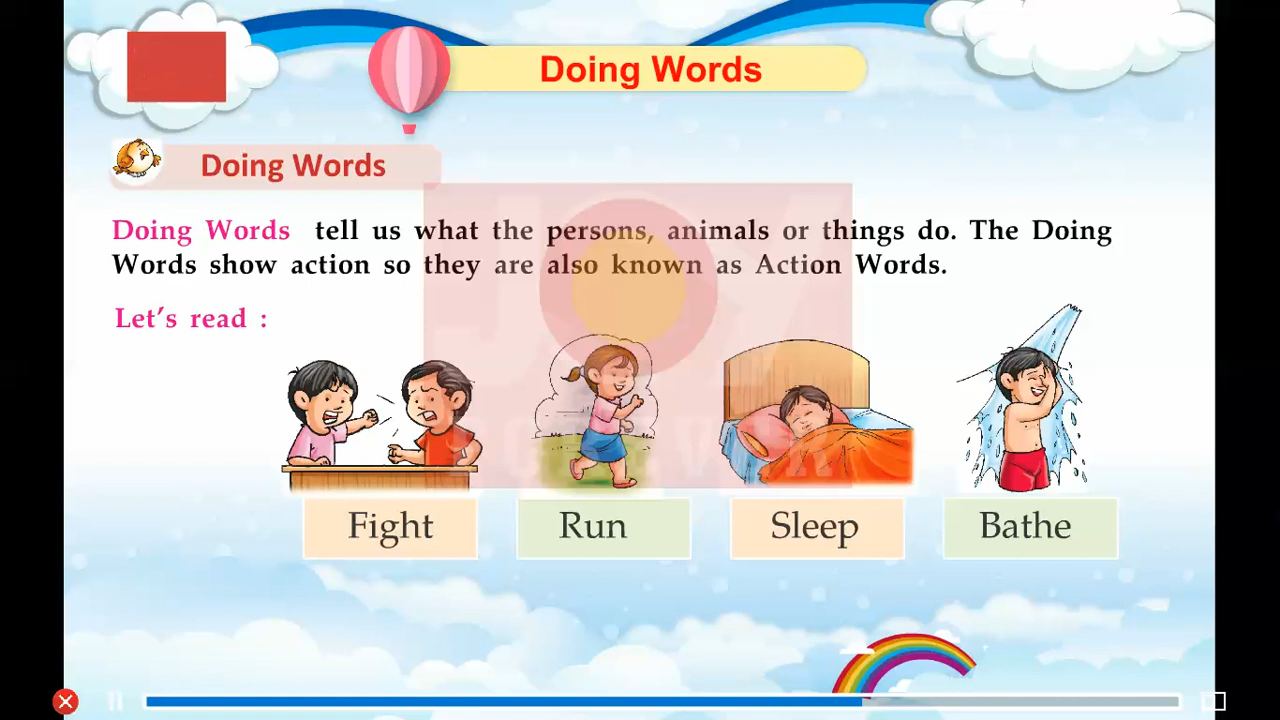 Doing Words
Doing Words
Doing Words tell us what the persons, animals or things do. The Doing
Words show action so they are also known as Action Words.
Let's read :
Fight
Run
Sleep
Bathe